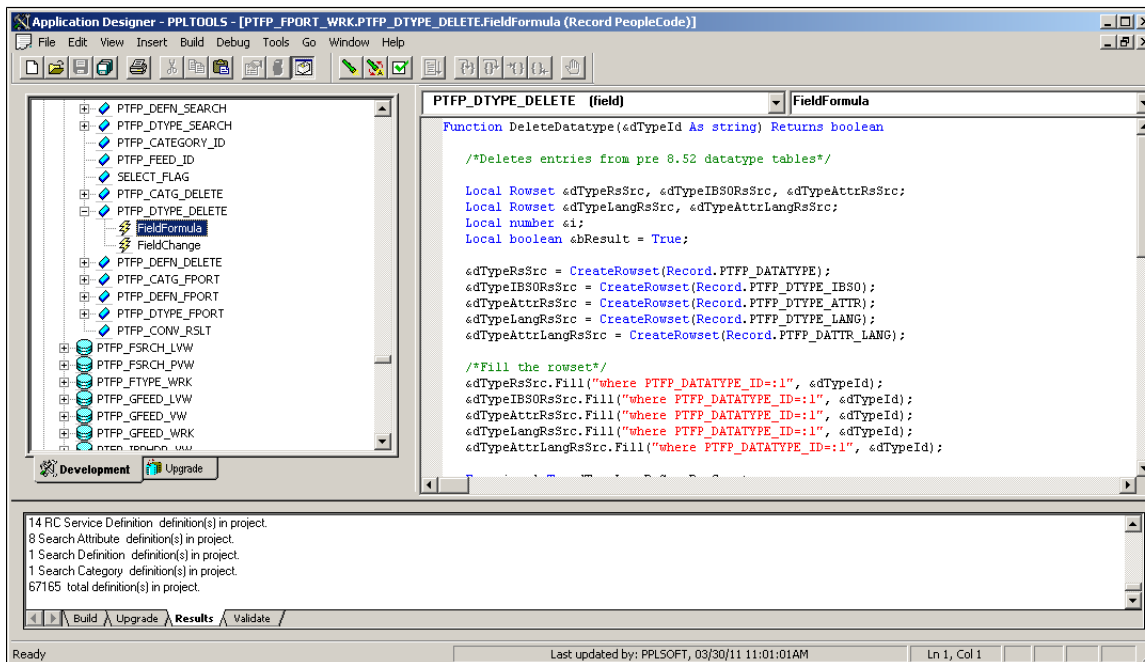 Application Designer - PPLTOOLS - [PTFP_FPORT_WRK.PTFP_DTYPE_DELETE.FieldFormula (Record PeopleCode)]
File Edit View Insert Build Debug Tools Go Window Help
PTFP_DEFN_SEARCH
PTFP_DTYPE_SEARCH
PTFP_CATEGORY_ID
PTFP_FEED_ID
SELECT_FLAG
PTFP_CATG_DELETE
PTFP_DTYPE_DELETE
FieldFormula
FieldChange
PTFP_DEFN_DELETE
PTFP_CATG_FPORT
PTFP_DEFN_FPORT
PTFP_DTYPE_FPORT
PTFP_CONV_RSLT
PTFP_FSRCH_LVW
PTFP_FSRCH_PVW
PTFP_FTYPE_WRK
PTFP_GFEED_LVW
PTFP_GFEED_VW
PTFP_GFEED_WRK
Development Upgrade
PTFP_DTYPE_DELETE (field) FieldFormula
Function DeleteDatatype(&dTypeId As string) Returns boolean
/*Deletes entries from pre 8.52 datatype tables*/
Local Rowset &dTypeRsSrc, &dTypeIBSORsSrc, &dTypeAttrRsSrc;
Local Rowset &dTypeLangRsSrc, &dTypeAttrLangRsSrc;
Local number &i;
Local boolean &bResult = True;
&dTypeRsSrc = CreateRowset(Record.PTFP_DATATYPE);
&dTypeIBSORsSrc = CreateRowset(Record.PTFP_DTYPE_IBSO);
&dTypeAttrRsSrc = CreateRowset(Record.PTFP_DTYPE_ATTR);
&dTypeLangRsSrc = CreateRowset(Record.PTFP_DTYPE_LANG);
&dTypeAttrLangRsSrc = CreateRowset(Record.PTFP_DATTR_LANG);
/*Fill the rowset*/
&dTypeRsSrc.Fill("where PTFP_DATATYPE_ID=:1", &dTypeId);
&dTypeIBSORsSrc.Fill("where PTFP_DATATYPE_ID=:1", &dTypeId);
&dTypeAttrRsSrc.Fill("where PTFP_DATATYPE_ID=:1", &dTypeId);
&dTypeLangRsSrc.Fill("where PTFP_DATATYPE_ID=:1", &dTypeId);
&dTypeAttrLangRsSrc.Fill("where PTFP_DATATYPE_ID=:1", &dTypeId);
14 RC Service Definition definition(s) in project.
8 Search Attribute definition(s) in project.
1 Search Definition definition(s) in project.
1 Search Category definition(s) in project.
67165 total definition(s) in project.
Build Upgrade Results Validate
Ready Last updated by: PPLSOFT, 03/30/11 11:01:01AM Ln 1, Col 1